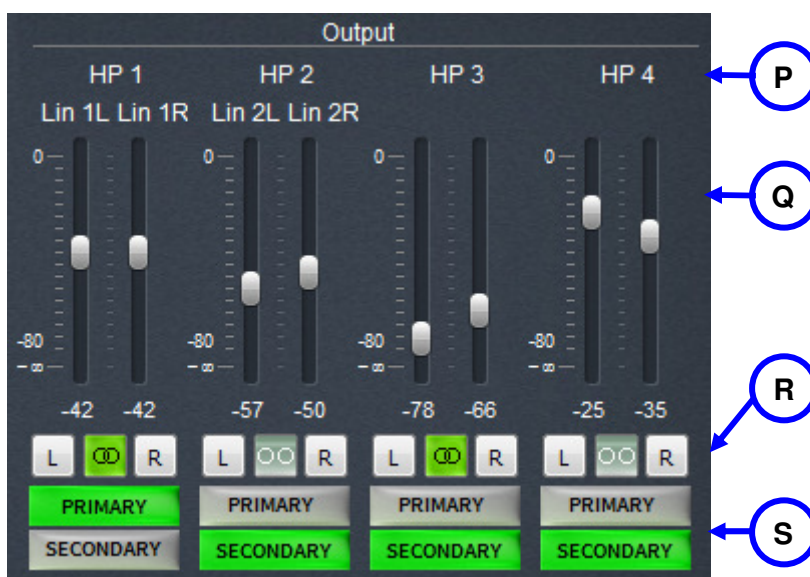 Output
HP 1 HP 2 HP 3 HP 4 P
Lin 1L Lin 1R Lin 2L Lin 2R
0 0 0 0 Q
-80 -80 -80 -80
-∞ -∞ -∞ -∞
-42 -42 -57 -50 -78 -66 -25 -35 R
L R L R L R L R
PRIMARY PRIMARY PRIMARY PRIMARY
SECONDARY SECONDARY SECONDARY SECONDARY S